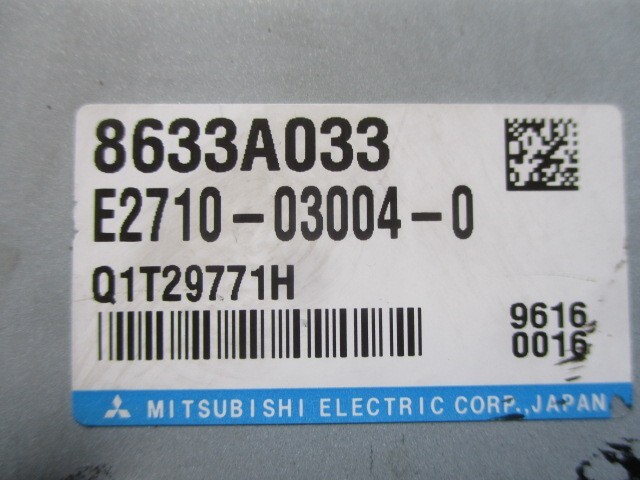 8633A033
E2710-03004-0
Q1T29771H
9616
0016
MITSUBISHI ELECTRIC CORP., JAPAN